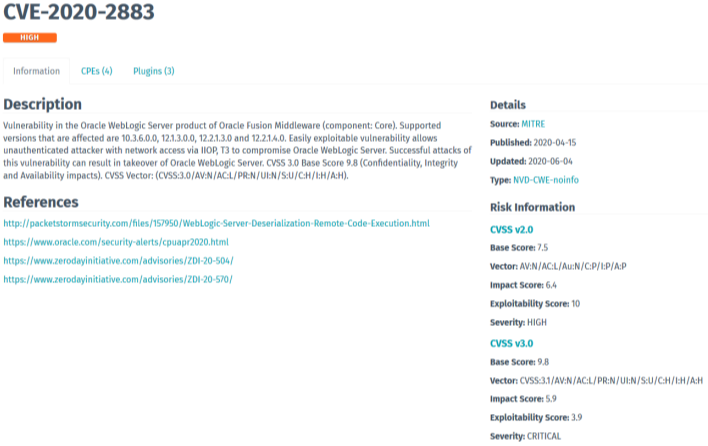 CVE-2020-2883
HIGH
Information CPEs (4) Plugins (3)
Description
Vulnerability in the Oracle WebLogic Server product of Oracle Fusion Middleware (component: Core). Supported
versions that are affected are 10.3.6.0.0, 12.1.3.0.0, 12.2.1.3.0 and 12.2.1.4.0. Easily exploitable vulnerability allows
unauthenticated attacker with network access via IIOP, T3 to compromise Oracle WebLogic Server. Successful attacks of
this vulnerability can result in takeover of Oracle WebLogic Server. CVSS 3.0 Base Score 9.8 (Confidentiality, Integrity
and Availability impacts). CVSS Vector: (CVSS:3.0/AV:N/AC:L/PR:N/UI:N/S:U/C:H/I:H/A:H).
References
http://packetstormsecurity.com/files/157950/WebLogic-Server-Deserialization-Remote-Code-Execution.html
https://www.oracle.com/security-alerts/cpuapr2020.html
https://www.zerodayinitiative.com/advisories/ZDI-20-504/
https://www.zerodayinitiative.com/advisories/ZDI-20-570/
Details
Source: MITRE
Published: 2020-04-15
Updated: 2020-06-04
Type: NVD-CWE-noinfo
Risk Information
CVSS v2.0
Base Score: 7.5
Vector: AV:N/AC:L/Au:N/C:P/I:P/A:P
Impact Score: 6.4
Exploitability Score: 10
Severity: HIGH
CVSS v3.0
Base Score: 9.8
Vector: CVSS:3.1/AV:N/AC:L/PR:N/UI:N/S:U/C:H/I:H/A:H
Impact Score: 5.9
Exploitability Score: 3.9
Severity: CRITICAL